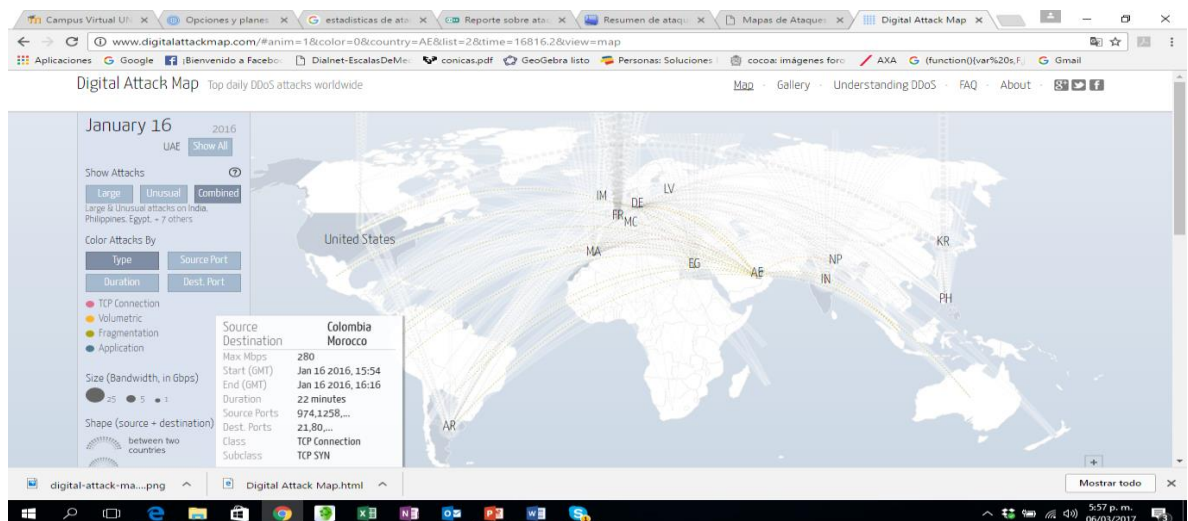 Campus Virtual UN
Opciones y planes
estadisticas de ata
Reporte sobre atac
Resumen de ataqu
Mapas de Ataques
Digital Attack Map
www.digitalattackmap.com/#anim=1&color=0&country=AE&list=2&time=16816.2&view=map
Aplicaciones Google ¡Bienvenido a Facebo Dialnet-EscalasDeMe conicas.pdf GeoGebra listo Personas: Soluciones cocoa: imágenes foro AXA (function(){var%20s,F, Gmail
Digital Attack Map Top daily DDoS attacks worldwide
Map · Gallery · Understanding DDoS · FAQ · About
January 16 2016
UAE Show All
Show Attacks ?
Large Unusual Combined
Large & Unusual attacks on India,
Philippines, Egypt, + 7 others
Color Attacks By
Type Source Port
Duration Dest. Port
TCP Connection
Volumetric
Fragmentation
Application
Size (Bandwidth, in Gbps)
25 5 1
Shape (source + destination)
between two
countries
Source Colombia
Destination Morocco
Max Mbps 280
Start (GMT) Jan 16 2016, 15:54
End (GMT) Jan 16 2016, 16:16
Duration 22 minutes
Source Ports 974,1258,...
Dest. Ports 21,80,...
Class TCP Connection
Subclass TCP SYN
United States
IM
DE
LV
FR
MC
MA
EG
AE
NP
IN
KR
PH
AR
+
digital-attack-ma....png
Digital Attack Map.html
Mostrar todo
5:57 p. m.
06/03/2017